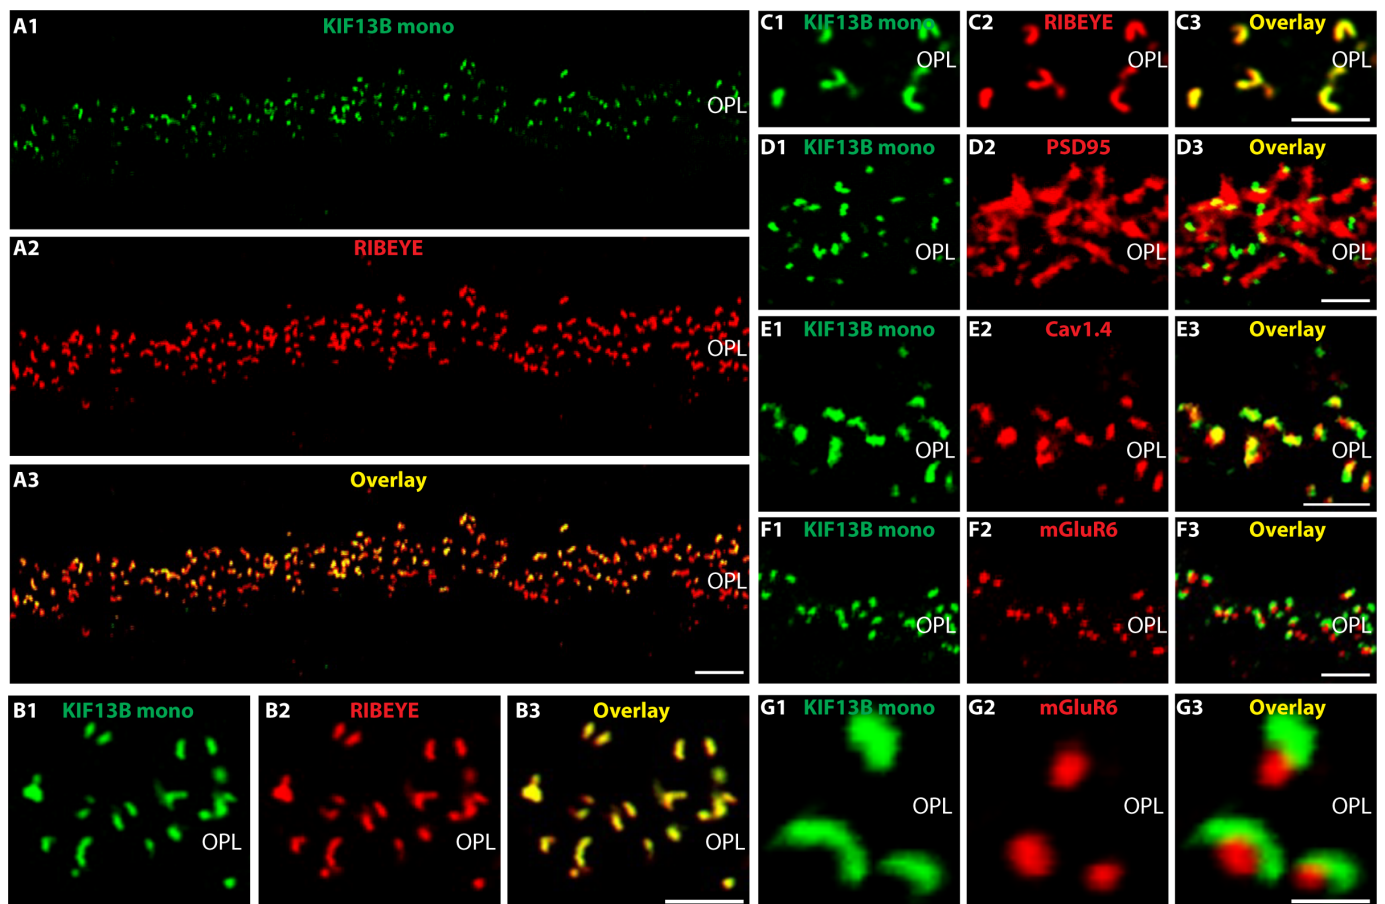 A1 KIF13B mono
OPL
A2 RIBEYE
OPL
A3 Overlay
OPL
B1 KIF13B mono
OPL
B2 RIBEYE
B3 Overlay
C1 KIF13B mono
OPL
C2 RIBEYE
OPL
C3 Overlay
OPL
D1 KIF13B mono
OPL
D2 PSD95
OPL
D3 Overlay
OPL
E1 KIF13B mono
OPL
E2 Cav1.4
OPL
E3 Overlay
OPL
F1 KIF13B mono
OPL
F2 mGluR6
OPL
F3 Overlay
OPL
G1 KIF13B mono
OPL
G2 mGluR6
OPL
G3 Overlay
OPL